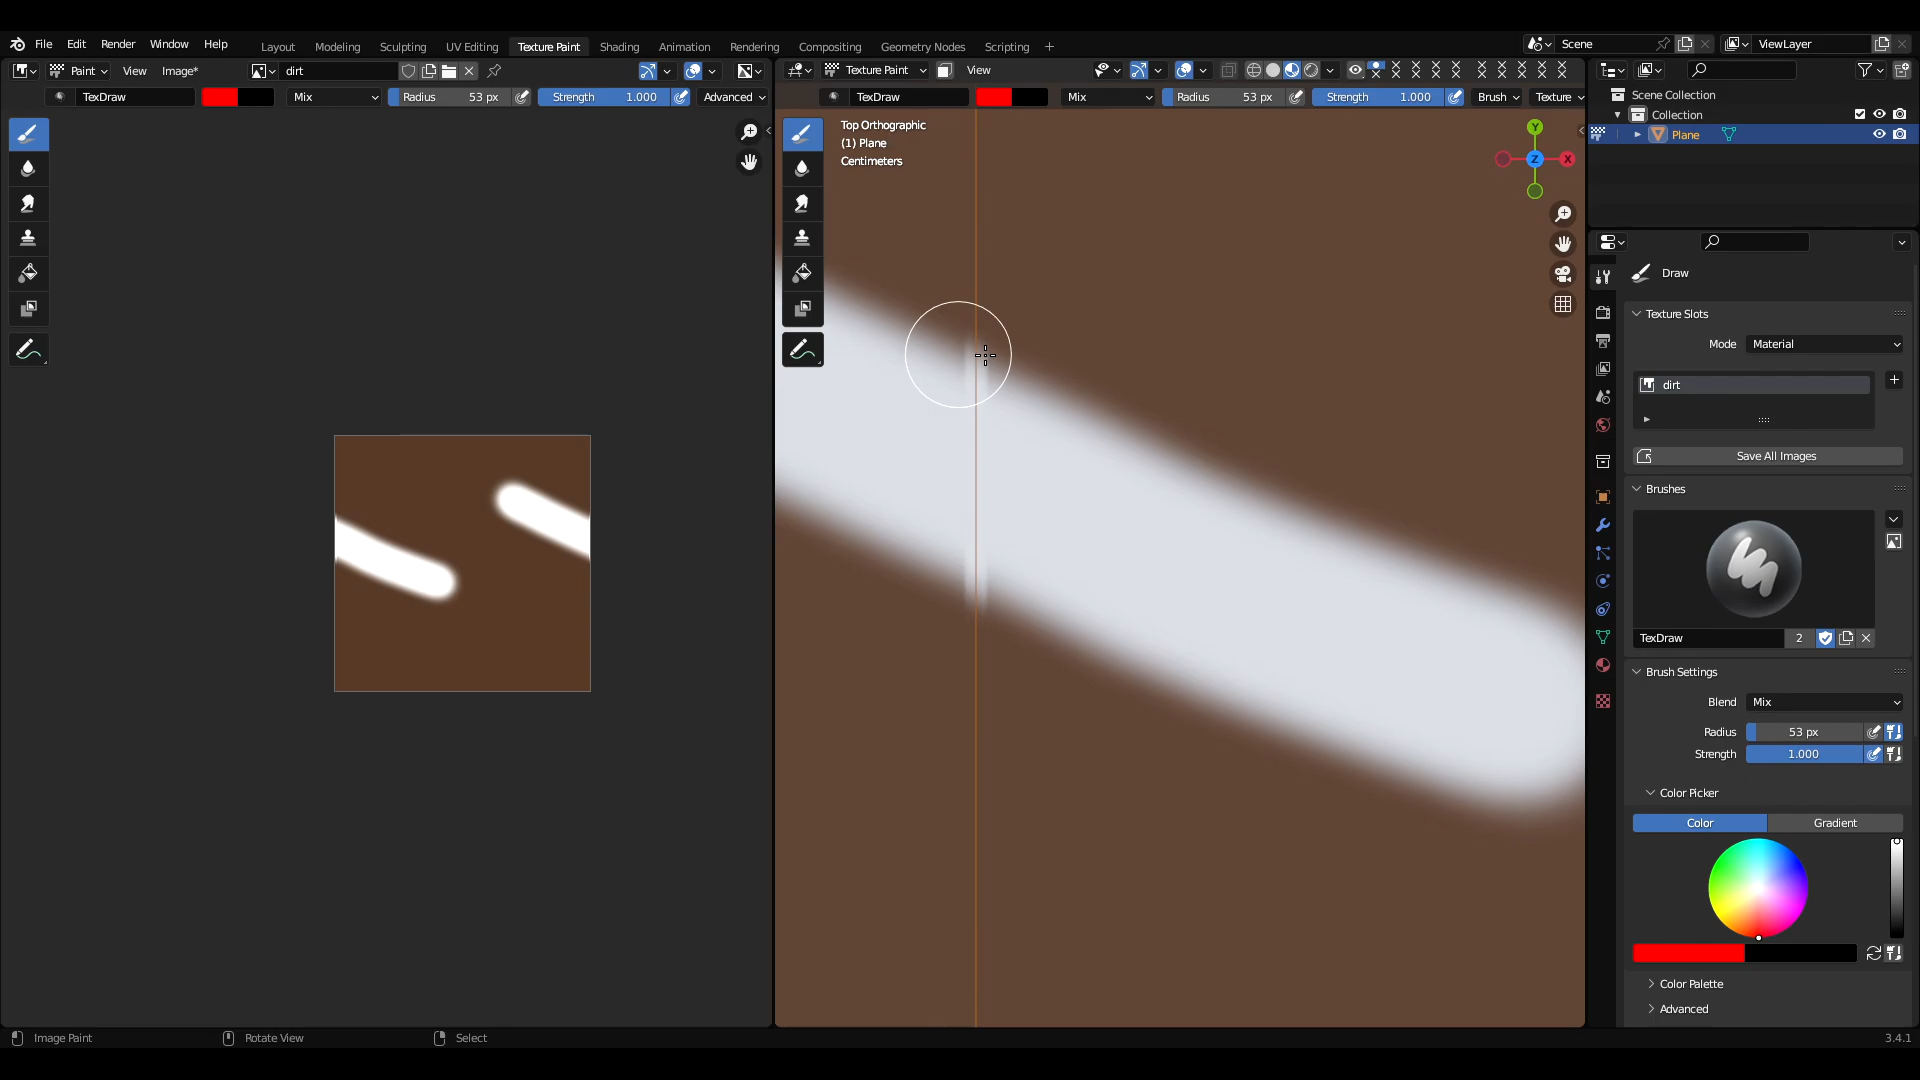 File Edit Render Window Help Layout Modeling Sculpting UV Editing Texture Paint Shading Animation Rendering Compositing Geometry Nodes Scripting + Scene ViewLayer
Paint View Image* dirt Texture Paint View
TexDraw Mix Radius 53 px Strength 1.000 Advanced TexDraw Mix Radius 53 px Strength 1.000 Brush Texture
Scene Collection
Collection
Plane
Top Orthographic
(1) Plane
Centimeters
Y
Z
X
Draw
Texture Slots
Mode Material
dirt
Save All Images
Brushes
TexDraw 2
Brush Settings
Blend Mix
Radius 53 px
Strength 1.000
Color Picker
Color Gradient
Color Palette
Advanced
Image Paint Rotate View Select 3.4.1